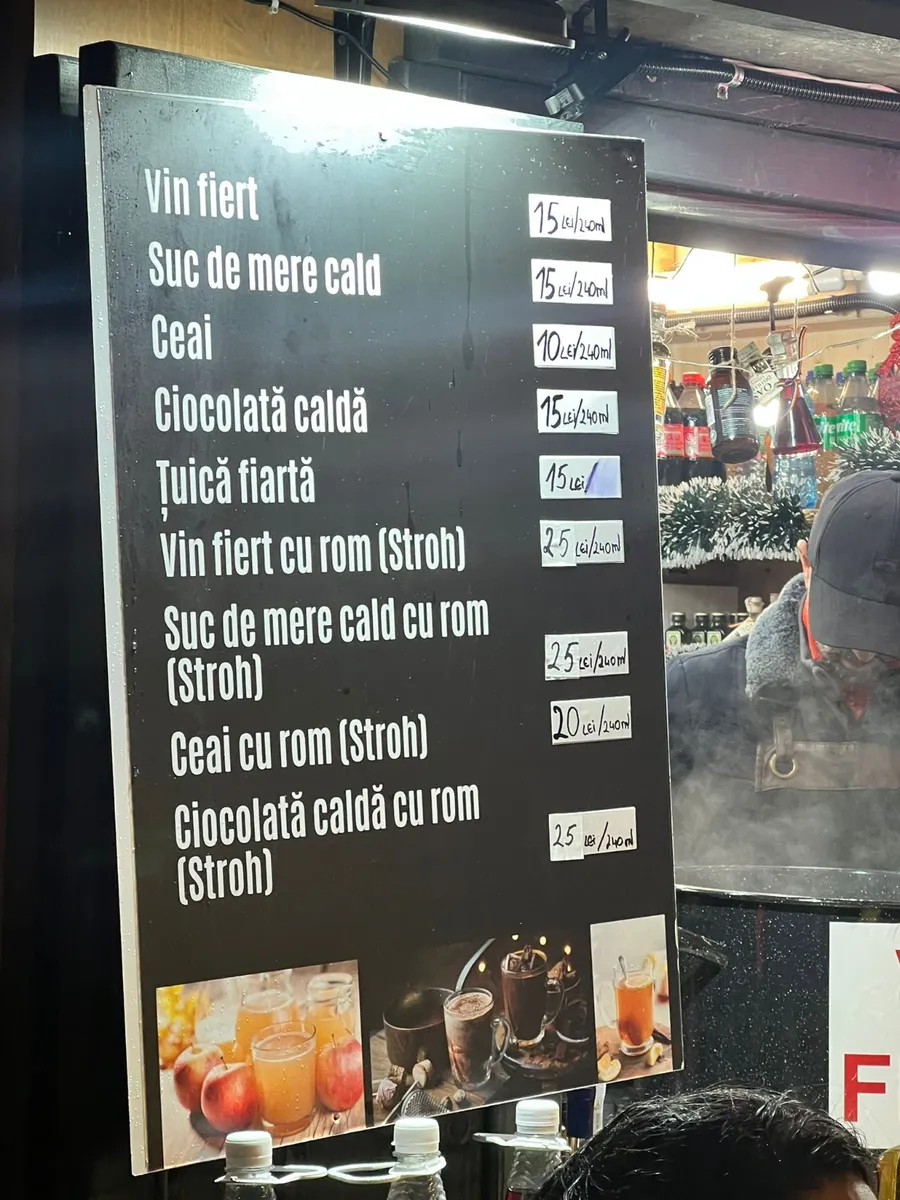 Vin fiert 15 LEI/240ml
Suc de mere cald 15 LEI/240ml
Ceai 10 LEI/240ml
Ciocolată caldă 15 LEI/240ml
Țuică fiartă 15 LEI/
Vin fiert cu rom (Stroh) 25 LEI/240ml
Suc de mere cald cu rom
(Stroh) 25 LEI/240ml
Ceai cu rom (Stroh) 20 LEI/240ml
Ciocolată caldă cu rom
(Stroh) 25 LEI/240ml
F